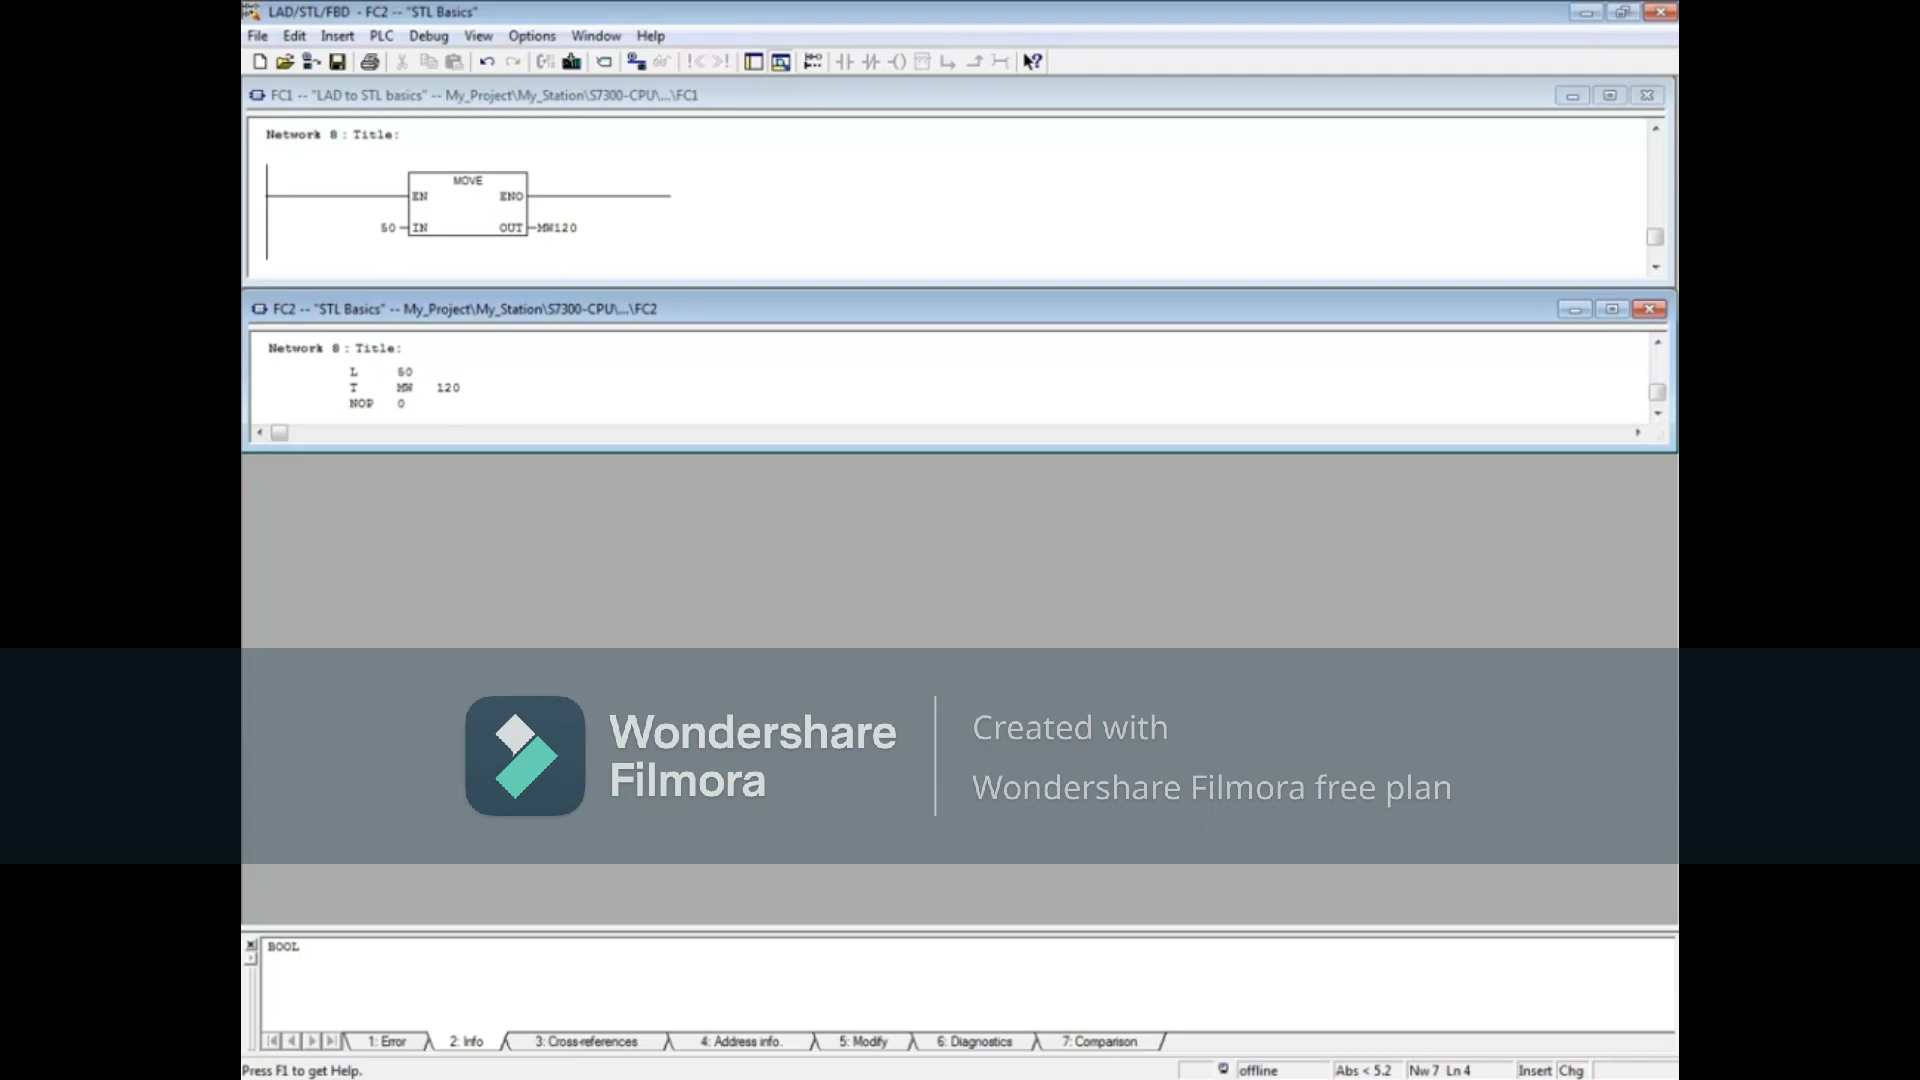 LAD/STL/FBD - FC2 -- "STL Basics"
File Edit Insert PLC Debug View Options Window Help
FC1 -- "LAD to STL basics" -- My_Project\My_Station\S7300-CPU\...\FC1
Network 8 : Title:
MOVE
EN ENO
50 IN OUT MW120
FC2 -- "STL Basics" -- My_Project\My_Station\S7300-CPU\...\FC2
Network 8 : Title:
L 50
T MW 120
NOP 0
Wondershare
Filmora
Created with
Wondershare Filmora free plan
BOOL
1: Error 2: Info 3: Cross-references 4: Address info. 5: Modify 6: Diagnostics 7: Comparison
Press F1 to get Help. offline Abs < 5.2 Nw 7 Ln 4 Insert Chg